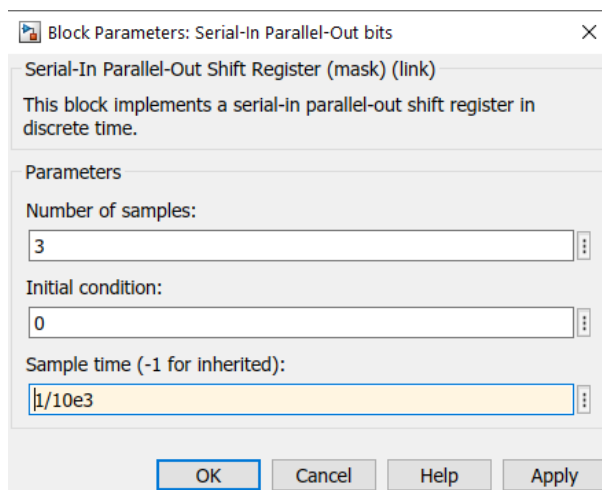 Block Parameters: Serial-In Parallel-Out bits
Serial-In Parallel-Out Shift Register (mask) (link)
This block implements a serial-in parallel-out shift register in
discrete time.
Parameters
Number of samples:
3
Initial condition:
0
Sample time (-1 for inherited):
1/10e3
OK Cancel Help Apply